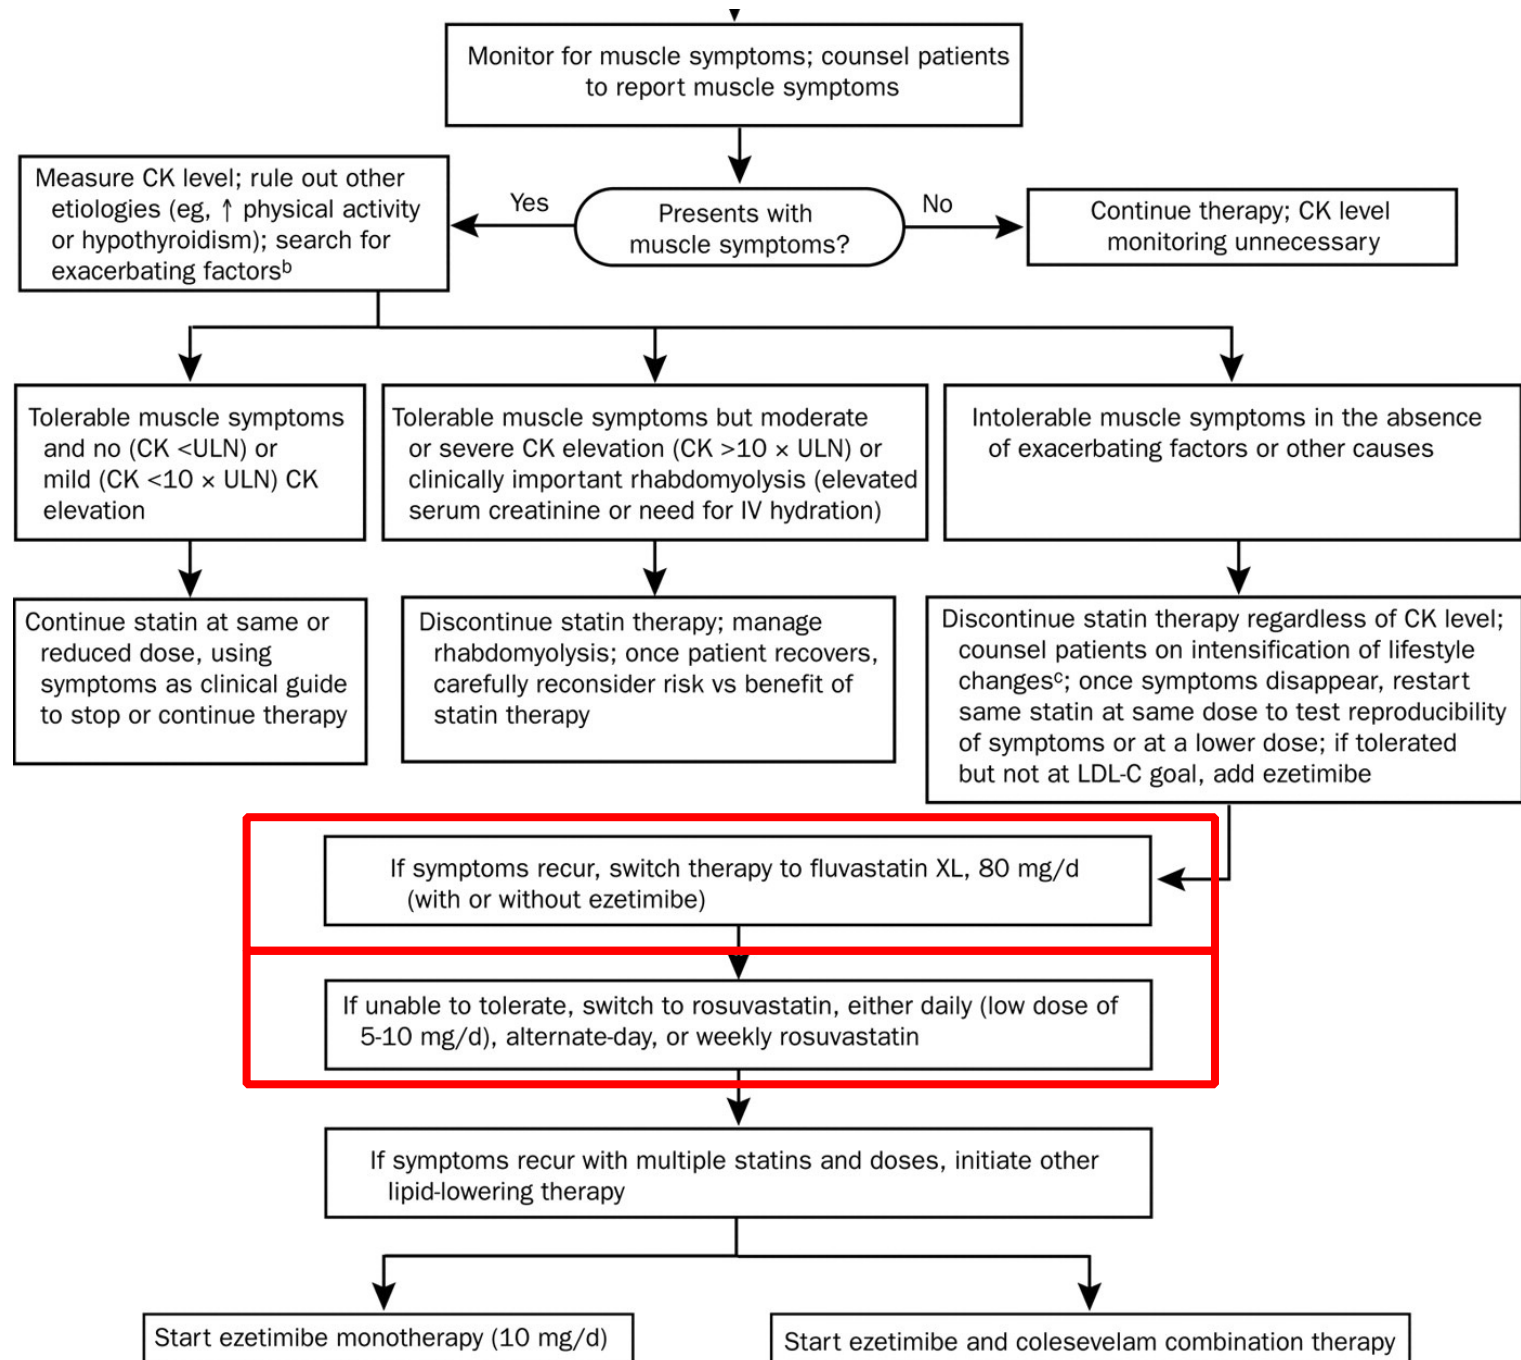 Monitor for muscle symptoms; counsel patients
to report muscle symptoms
Measure CK level; rule out other
etiologies (eg, ↑ physical activity
or hypothyroidism); search for
exacerbating factorsᵇ
Yes
Presents with
muscle symptoms?
No
Continue therapy; CK level
monitoring unnecessary
Tolerable muscle symptoms
and no (CK <ULN) or
mild (CK <10 × ULN) CK
elevation
Tolerable muscle symptoms but moderate
or severe CK elevation (CK >10 × ULN) or
clinically important rhabdomyolysis (elevated
serum creatinine or need for IV hydration)
Intolerable muscle symptoms in the absence
of exacerbating factors or other causes
Continue statin at same or
reduced dose, using
symptoms as clinical guide
to stop or continue therapy
Discontinue statin therapy; manage
rhabdomyolysis; once patient recovers,
carefully reconsider risk vs benefit of
statin therapy
Discontinue statin therapy regardless of CK level;
counsel patients on intensification of lifestyle
changesᶜ; once symptoms disappear, restart
same statin at same dose to test reproducibility
of symptoms or at a lower dose; if tolerated
but not at LDL-C goal, add ezetimibe
If symptoms recur, switch therapy to fluvastatin XL, 80 mg/d
(with or without ezetimibe)
If unable to tolerate, switch to rosuvastatin, either daily (low dose of
5-10 mg/d), alternate-day, or weekly rosuvastatin
If symptoms recur with multiple statins and doses, initiate other
lipid-lowering therapy
Start ezetimibe monotherapy (10 mg/d)
Start ezetimibe and colesevelam combination therapy